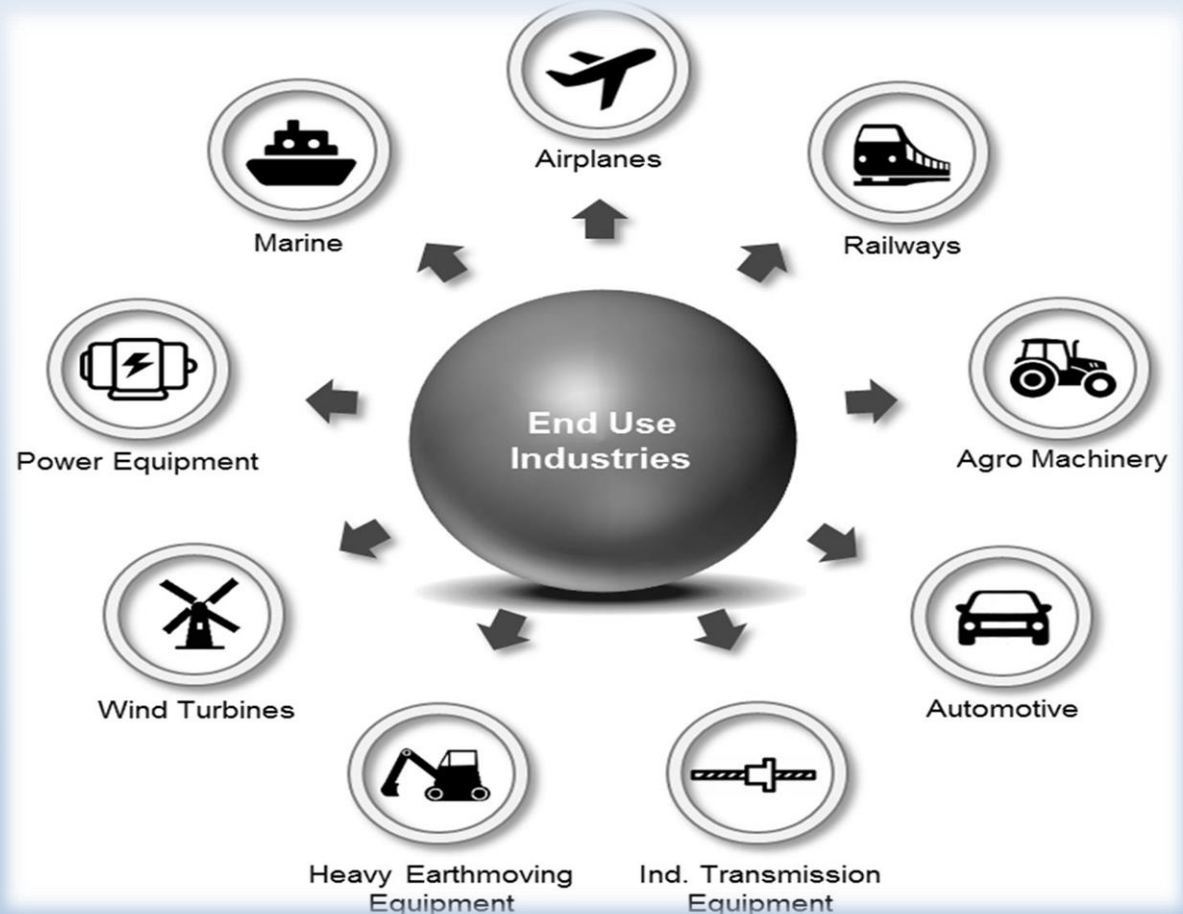 Airplanes
Marine
Railways
Power Equipment
End Use
Industries
Agro Machinery
Wind Turbines
Automotive
Heavy Earthmoving
Equipment
Ind. Transmission
Equipment